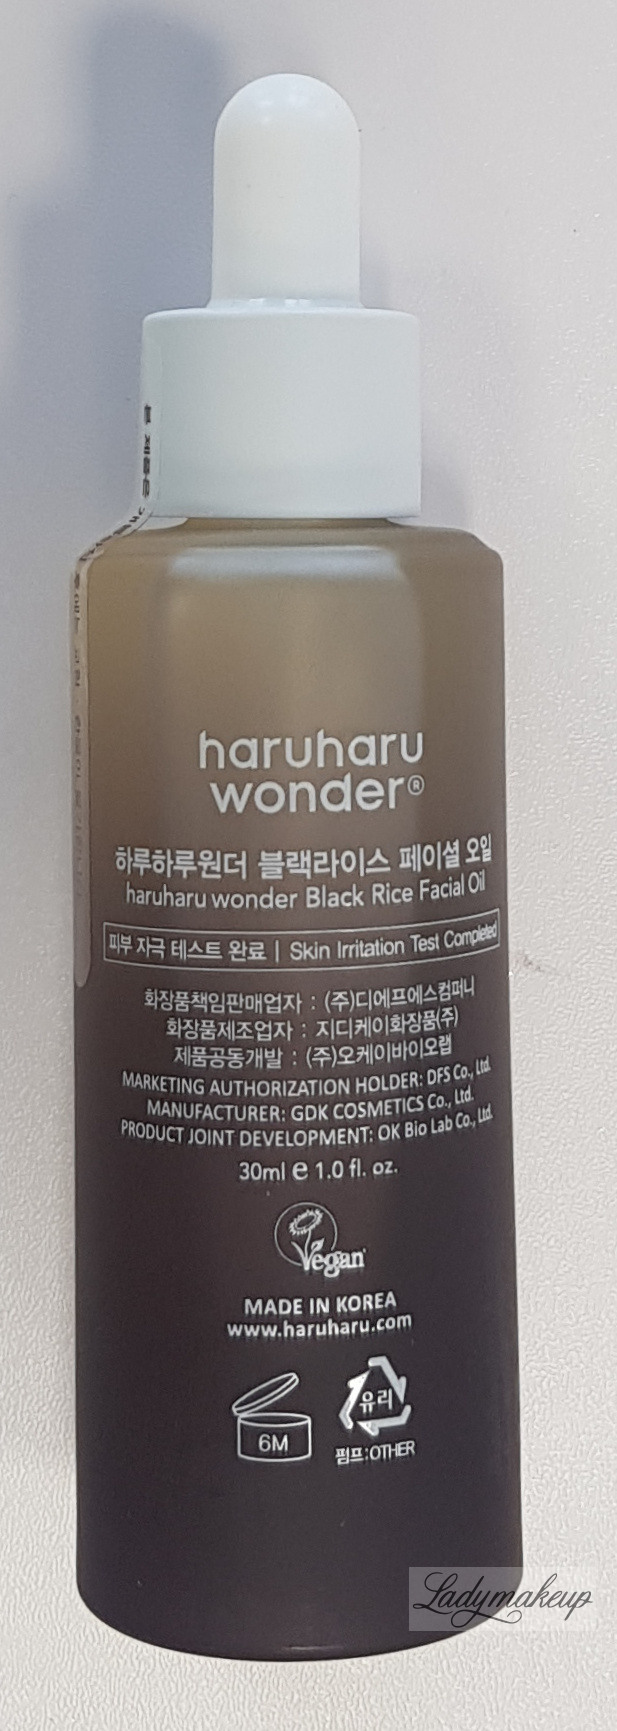 haruharu
wonder®
하루하루원더 블랙라이스 페이셜 오일
haruharu wonder Black Rice Facial Oil
피부 자극 테스트 완료 | Skin Irritation Test Completed
화장품책임판매업자 : (주)디에프에스컴퍼니
화장품제조업자 : 지디케이화장품(주)
제품공동개발 : (주)오케이바이오랩
MARKETING AUTHORIZATION HOLDER: DFS Co., Ltd.
MANUFACTURER: GDK COSMETICS Co., Ltd.
PRODUCT JOINT DEVELOPMENT: OK Bio Lab Co., Ltd.
30ml e 1.0 fl. oz.
Vegan
MADE IN KOREA
www.haruharu.com
6M
유리
펌프:OTHER
본 제품은
Ladymakeup